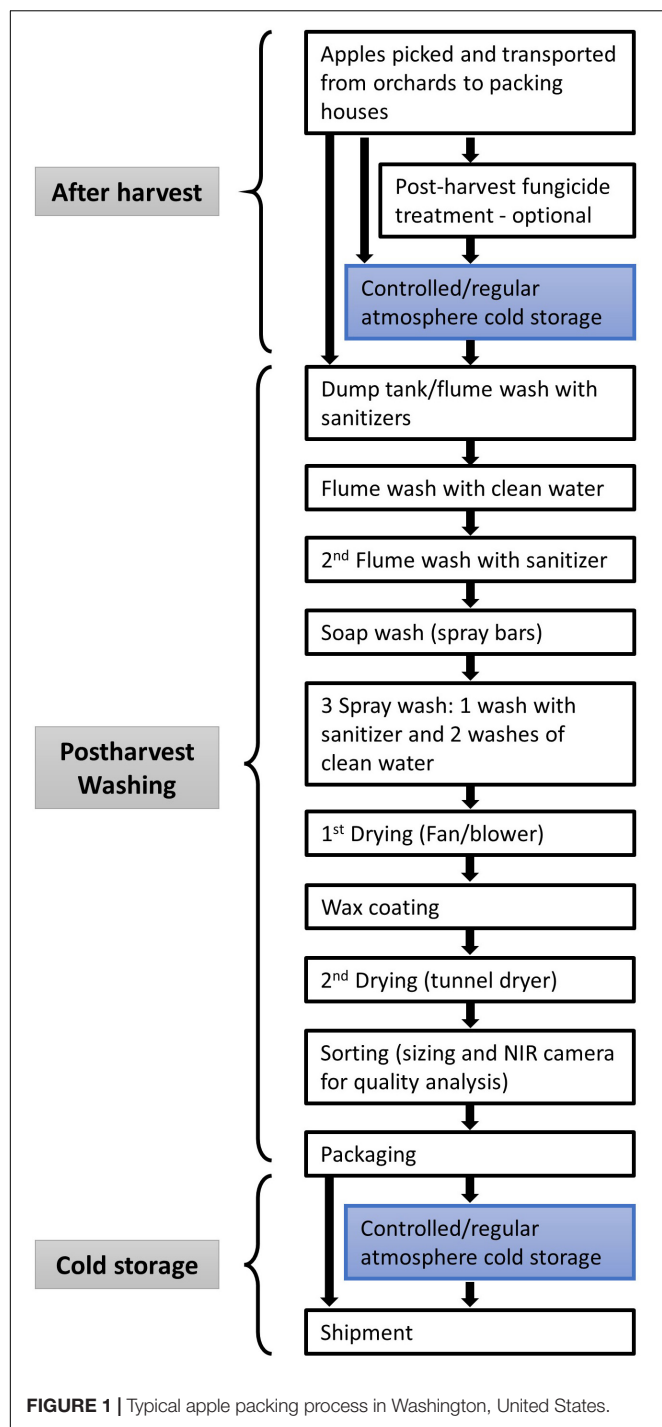 After harvest
Apples picked and transported
from orchards to packing
houses
Post-harvest fungicide
treatment - optional
Controlled/regular
atmosphere cold storage
Postharvest
Washing
Dump tank/flume wash with
sanitizers
Flume wash with clean water
2nd Flume wash with sanitizer
Soap wash (spray bars)
3 Spray wash: 1 wash with
sanitizer and 2 washes of
clean water
1st Drying (Fan/blower)
Wax coating
2nd Drying (tunnel dryer)
Sorting (sizing and NIR camera
for quality analysis)
Packaging
Cold storage
Controlled/regular
atmosphere cold storage
Shipment
FIGURE 1 | Typical apple packing process in Washington, United States.